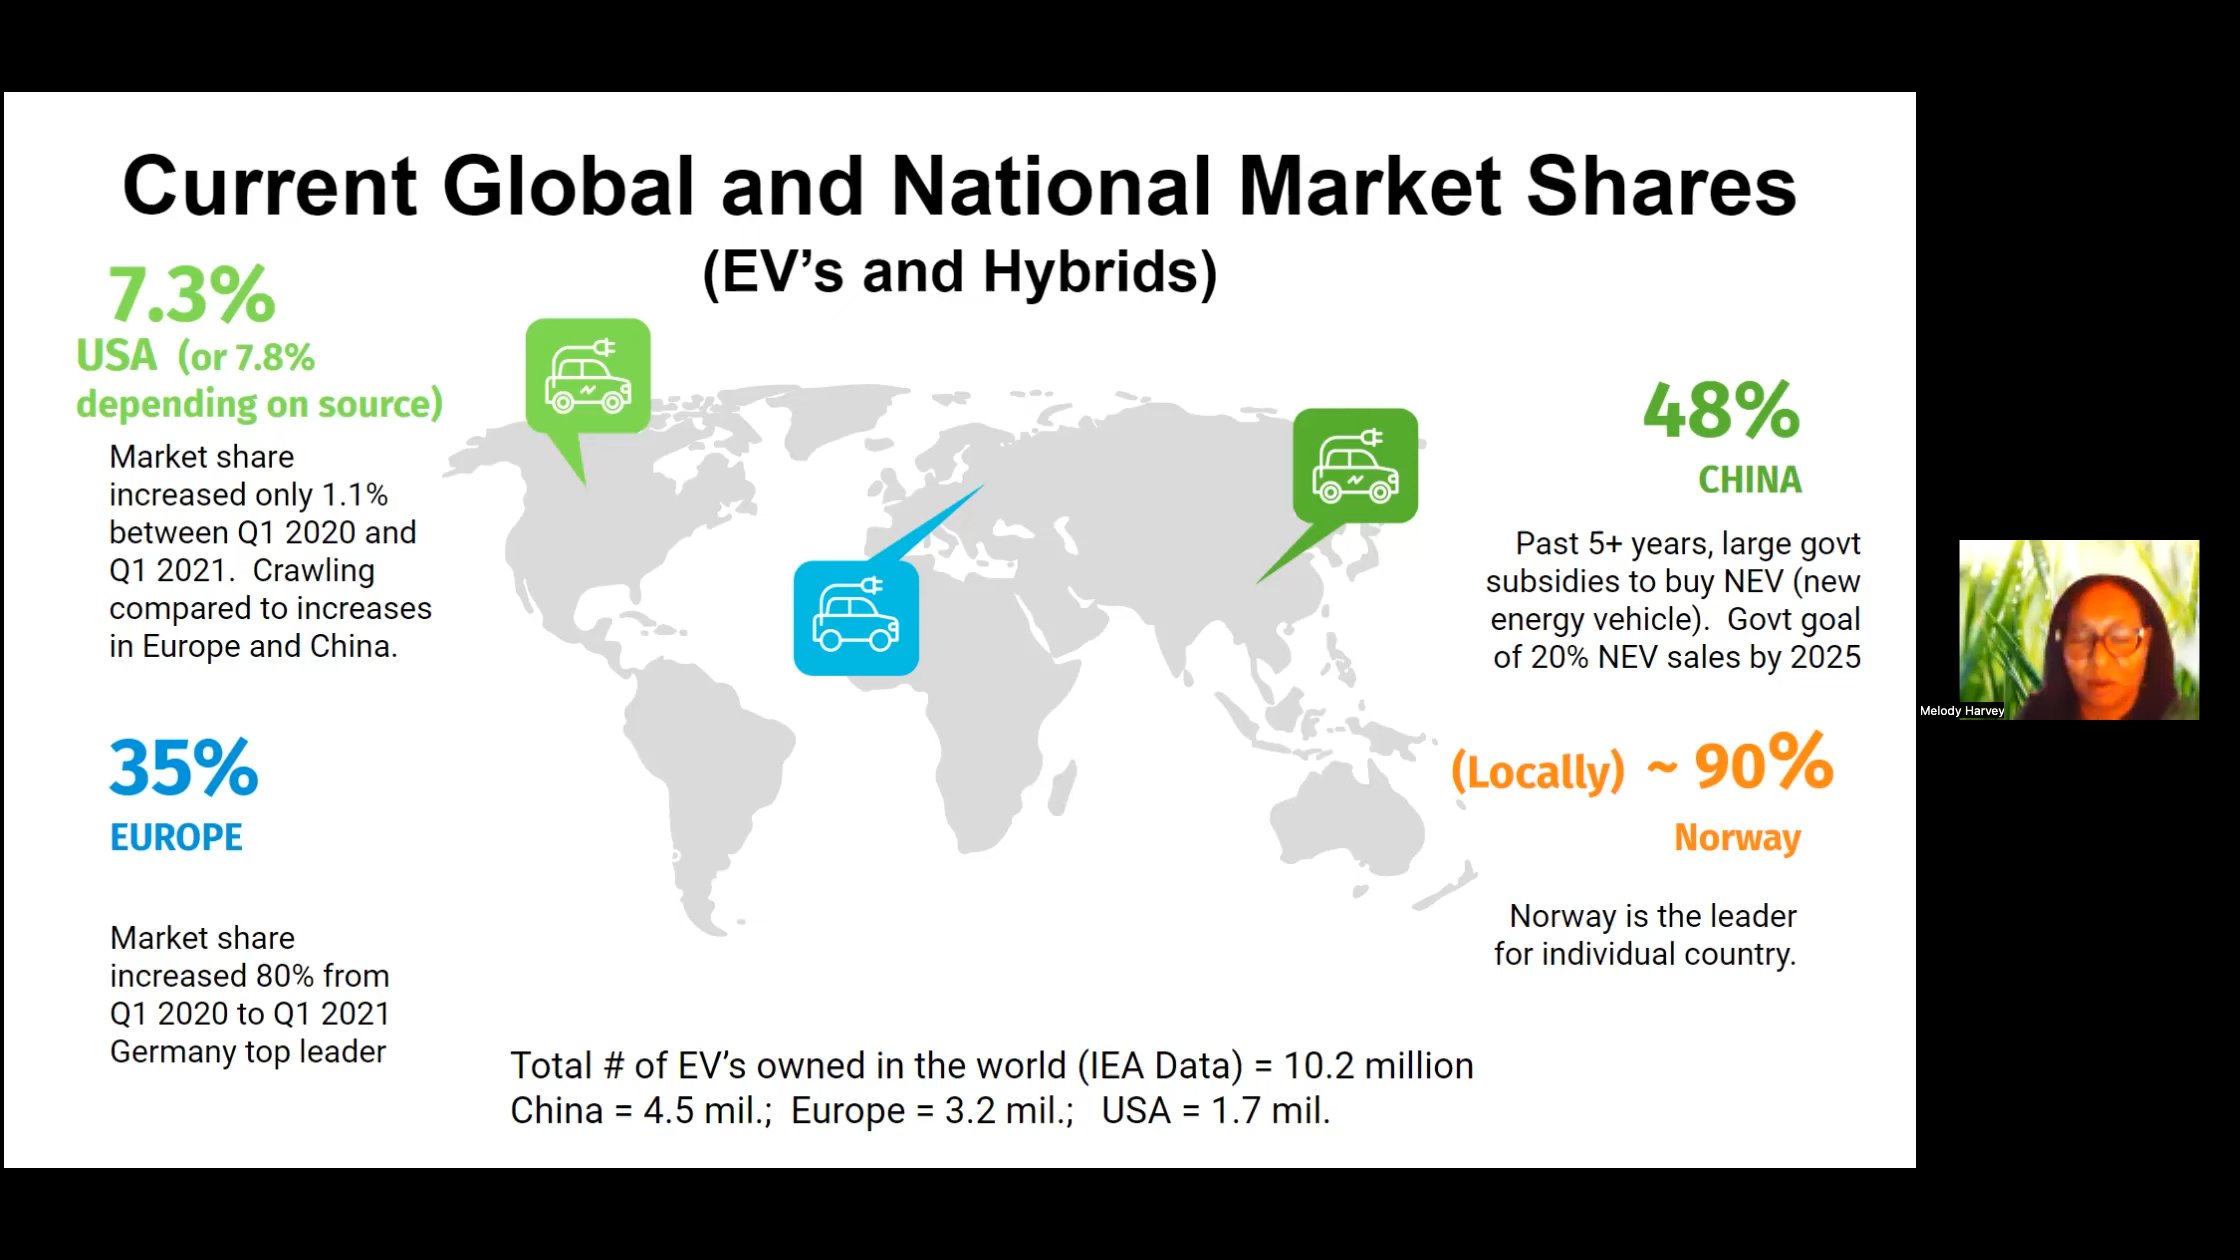 Current Global and National Market Shares
(EV’s and Hybrids)
7.3%
USA (or 7.8%
depending on source)
Market share
increased only 1.1%
between Q1 2020 and
Q1 2021. Crawling
compared to increases
in Europe and China.
35%
EUROPE
Market share
increased 80% from
Q1 2020 to Q1 2021
Germany top leader
48%
CHINA
Past 5+ years, large govt
subsidies to buy NEV (new
energy vehicle). Govt goal
of 20% NEV sales by 2025
(Locally) ~ 90%
Norway
Norway is the leader
for individual country.
Total # of EV’s owned in the world (IEA Data) = 10.2 million
China = 4.5 mil.; Europe = 3.2 mil.; USA = 1.7 mil.
Melody Harvey